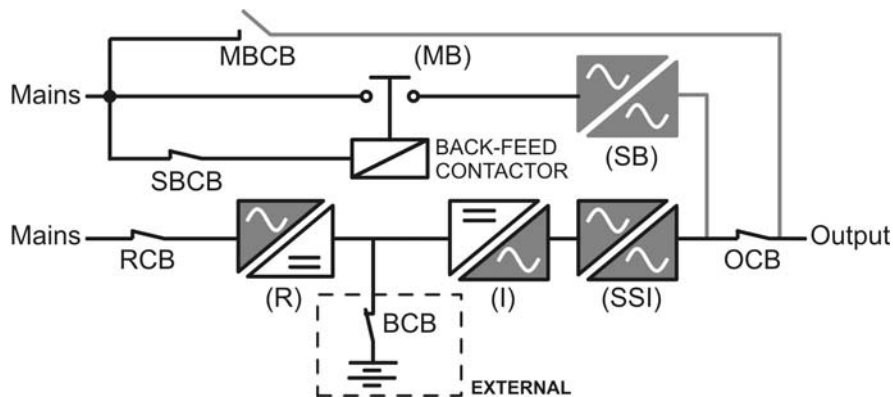 MBCB
(MB)
Mains
BACK-FEED
CONTACTOR
(SB)
SBCB
Mains
RCB
(R)
(I)
(SSI)
OCB
Output
BCB
EXTERNAL